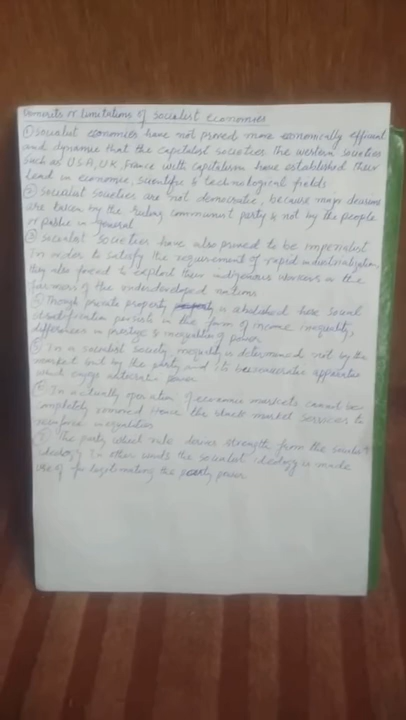 Demerits or limitations of socialist economies
① Socialist economies have not proved more economically efficient
and dynamic that the capitalist societies the western societies
such as U.S.A, U.K, France with capitalism have established their
lead in economic, scientific & technological fields
② socialist societies are not democratic, because major decisions
are taken by the ruling communist party & not by the people
or public in general
③ socialist societies have also proved to be imperialist
In order to satisfy the requirement of rapid industrialization,
they also forced to exploit their indigenous workers or the
farmers of the underdeveloped nations
Though private property is abolished here social
stratification persists in the form of income inequality,
differences in prestige & inequalities of power
In a socialist society inequality is determined not by the
market but by the party and its bureaucratic apparatus
which enjoys power
In actually operation of economic markets cannot be
completely removed Hence the black market services to
reinforce inequalities
The party which rule derives strength from the socialist
ideology In other words the socialist ideology is made
use of for legitimating the party power